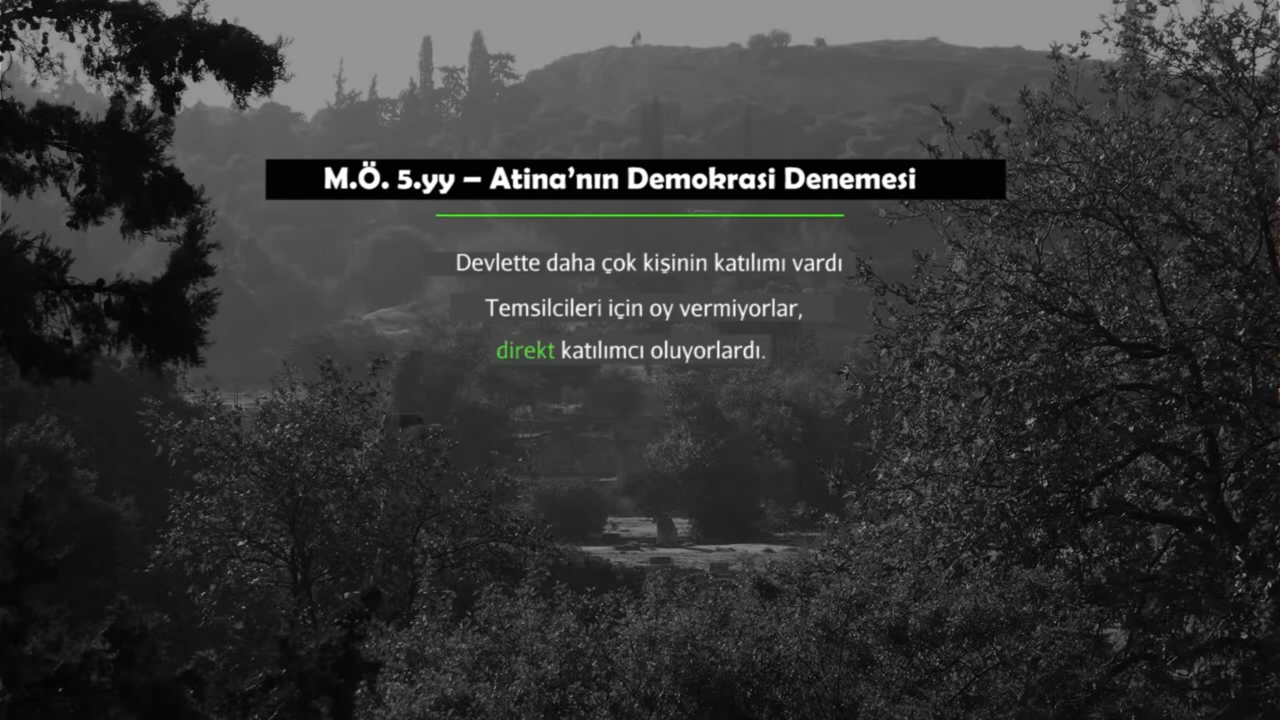 M.Ö. 5.yy – Atina’nın Demokrasi Denemesi
Devlette daha çok kişinin katılımı vardı
Temsilcileri için oy vermiyorlar,
direkt katılımcı oluyorlardı.